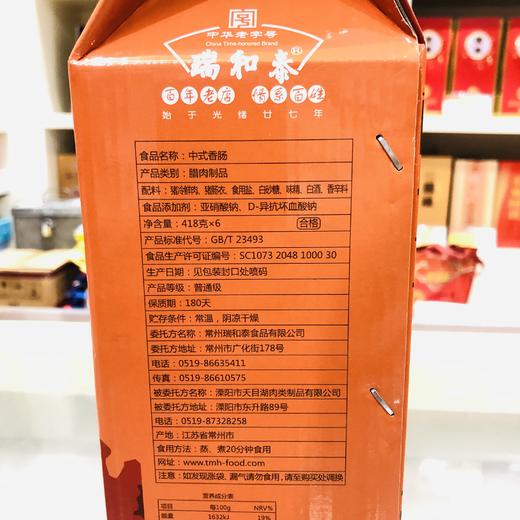 中华老字号
China Time-honored Brand
瑞和泰®
百年老店 情系百姓
始于光绪廿七年
食品名称：中式香肠
产品类别：腊肉制品
配料：猪冷鲜肉、猪肠衣、食用盐、白砂糖、味精、白酒、香辛料
食品添加剂：亚硝酸钠、D-异抗坏血酸钠
净含量：418克×6 合格
产品标准代号：GB/T 23493
食品生产许可证编号：SC1073 2048 1000 30
生产日期：见包装封口处喷码
产品等级：普通级
保质期：180天
贮存条件：常温，阴凉干燥
委托方名称：常州瑞和泰食品有限公司
委托方地址：常州市广化街178号
电话：0519-86635411
传真：0519-86610575
被委托方名称：溧阳市天目湖肉类制品有限公司
被委托方地址：溧阳市东升路89号
电话：0519-87328258
产地：江苏省常州市
食用方法：蒸、煮20分钟食用
网址：www.tmh-food.com
注意：如发现涨袋、漏气请勿食用，请至购买处调换
营养成分表
项目 每100g NRV%
能量 1632kJ 19%